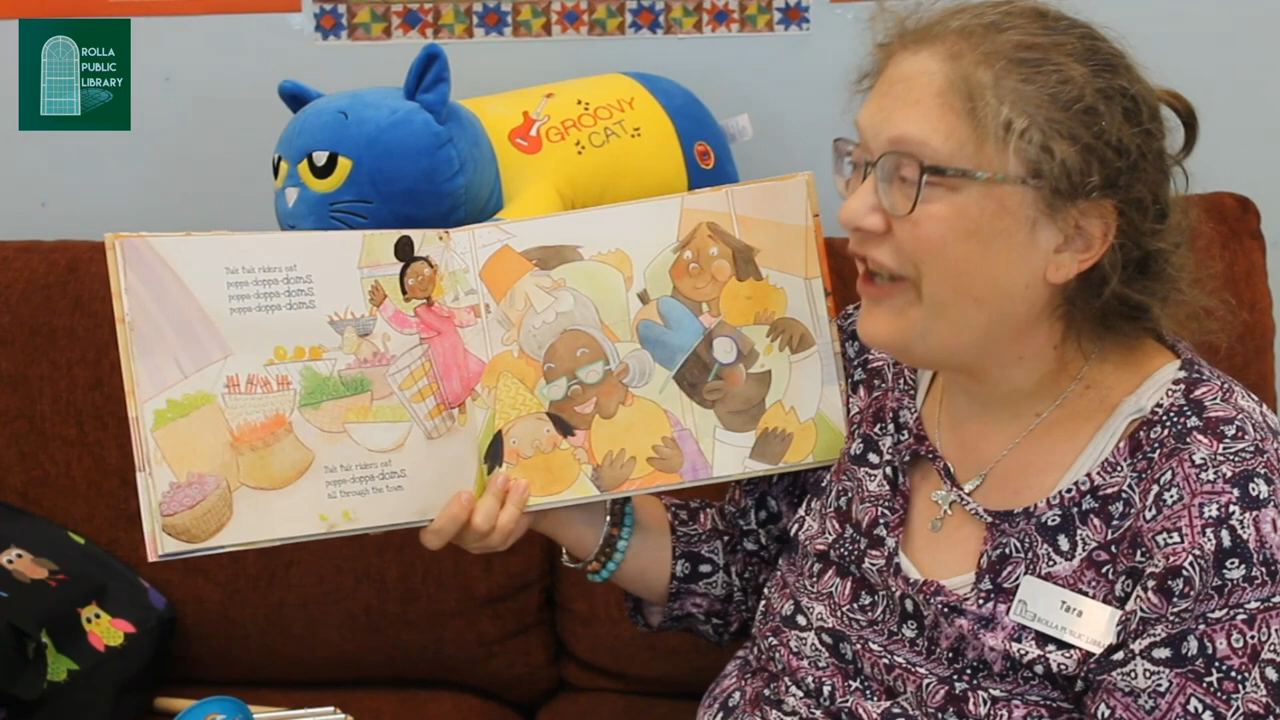 ROLLA
PUBLIC
LIBRARY
GROOVY
CAT
Tuk tuk riders eat
poppa-doppa-doms,
poppa-doppa-doms,
poppa-doppa-doms.
Tuk tuk riders eat
poppa-doppa-doms,
all through the town.
Tara
ROLLA PUBLIC LIBRARY